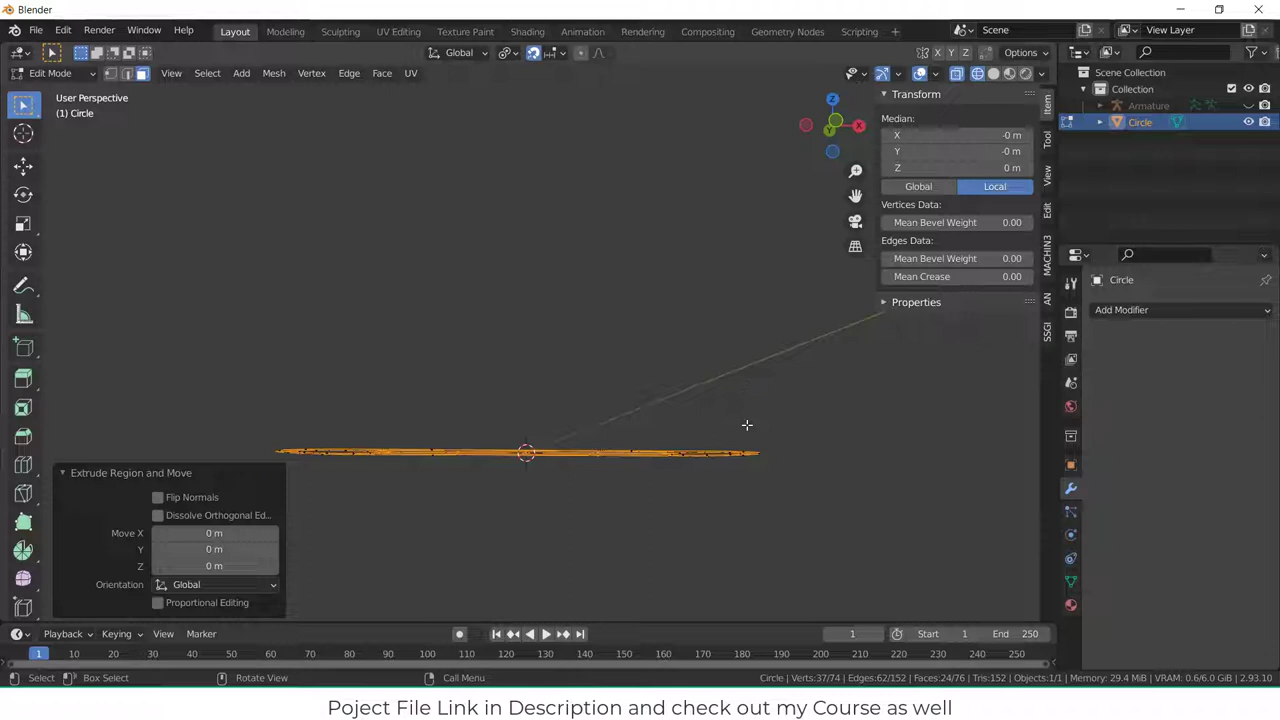 Blender
File Edit Render Window Help Layout Modeling Sculpting UV Editing Texture Paint Shading Animation Rendering Compositing Geometry Nodes Scripting + Scene View Layer
Global X Y Z Options
Edit Mode View Select Add Mesh Vertex Edge Face UV
User Perspective
(1) Circle
Z
X
Y
Transform
Median:
X -0 m
Y -0 m
Z 0 m
Global Local
Vertices Data:
Mean Bevel Weight 0.00
Edges Data:
Mean Bevel Weight 0.00
Mean Crease 0.00
Properties
Item
Tool
View
Edit
MACHIN3
AN
SSGI
Scene Collection
Collection
Armature
Circle
Circle
Add Modifier
Extrude Region and Move
Flip Normals
Dissolve Orthogonal Ed...
Move X 0 m
Y 0 m
Z 0 m
Orientation Global
Proportional Editing
Playback Keying View Marker 1 Start 1 End 250
1 10 20 30 40 50 60 70 80 90 100 110 120 130 140 150 160 170 180 190 200 210 220 230 240 250
Select Box Select Rotate View Call Menu Circle | Verts:37/74 | Edges:62/152 | Faces:24/76 | Tris:152 | Objects:1/1 | Memory: 29.4 MiB | VRAM: 0.6/6.0 GiB | 2.93.10
Poject File Link in Description and check out my Course as well